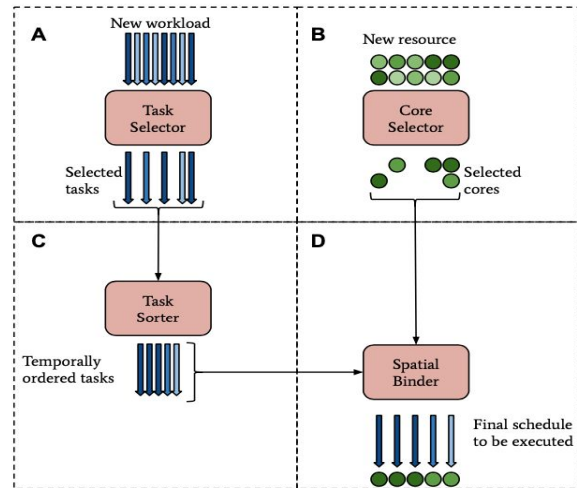 A
New workload
Task
Selector
Selected
tasks
B
New resource
Core
Selector
Selected
cores
C
Task
Sorter
Temporally
ordered tasks
D
Spatial
Binder
Final schedule
to be executed